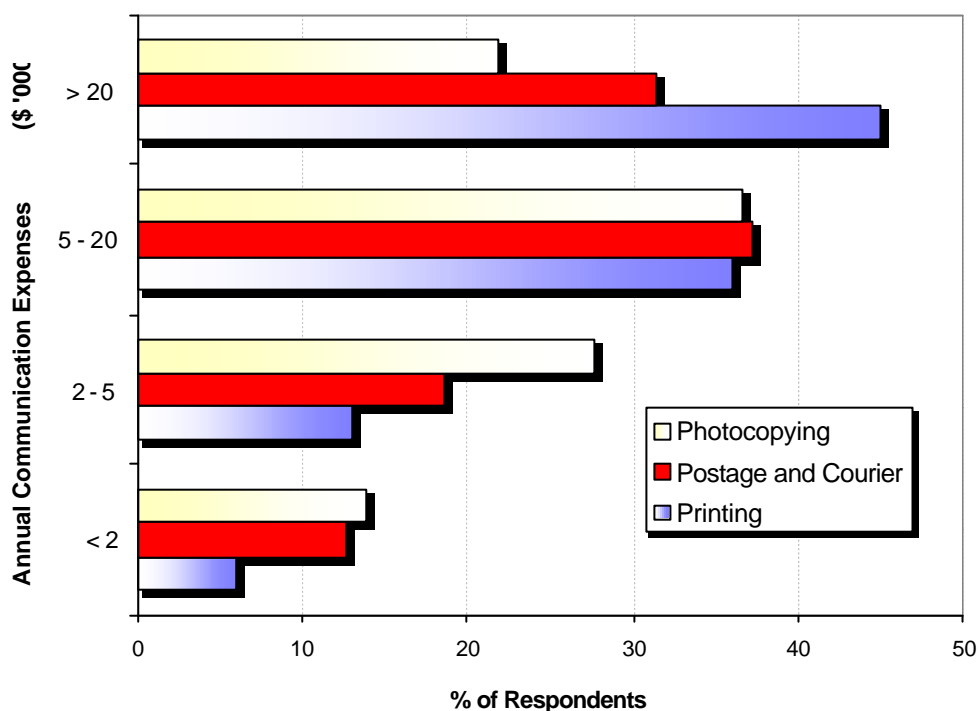 Annual Communication Expenses ($ '000
> 20
5 - 20
2 - 5
< 2
Photocopying
Postage and Courier
Printing
0 10 20 30 40 50
% of Respondents